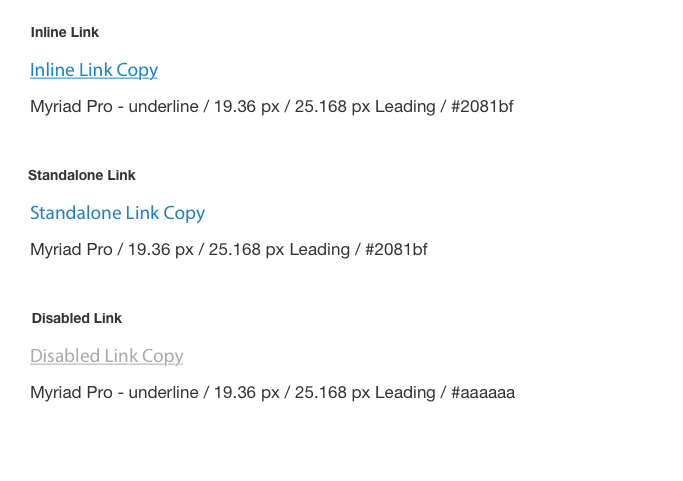 Inline Link
Inline Link Copy
Myriad Pro - underline / 19.36 px / 25.168 px Leading / #2081bf
Standalone Link
Standalone Link Copy
Myriad Pro / 19.36 px / 25.168 px Leading / #2081bf
Disabled Link
Disabled Link Copy
Myriad Pro - underline / 19.36 px / 25.168 px Leading / #aaaaaa